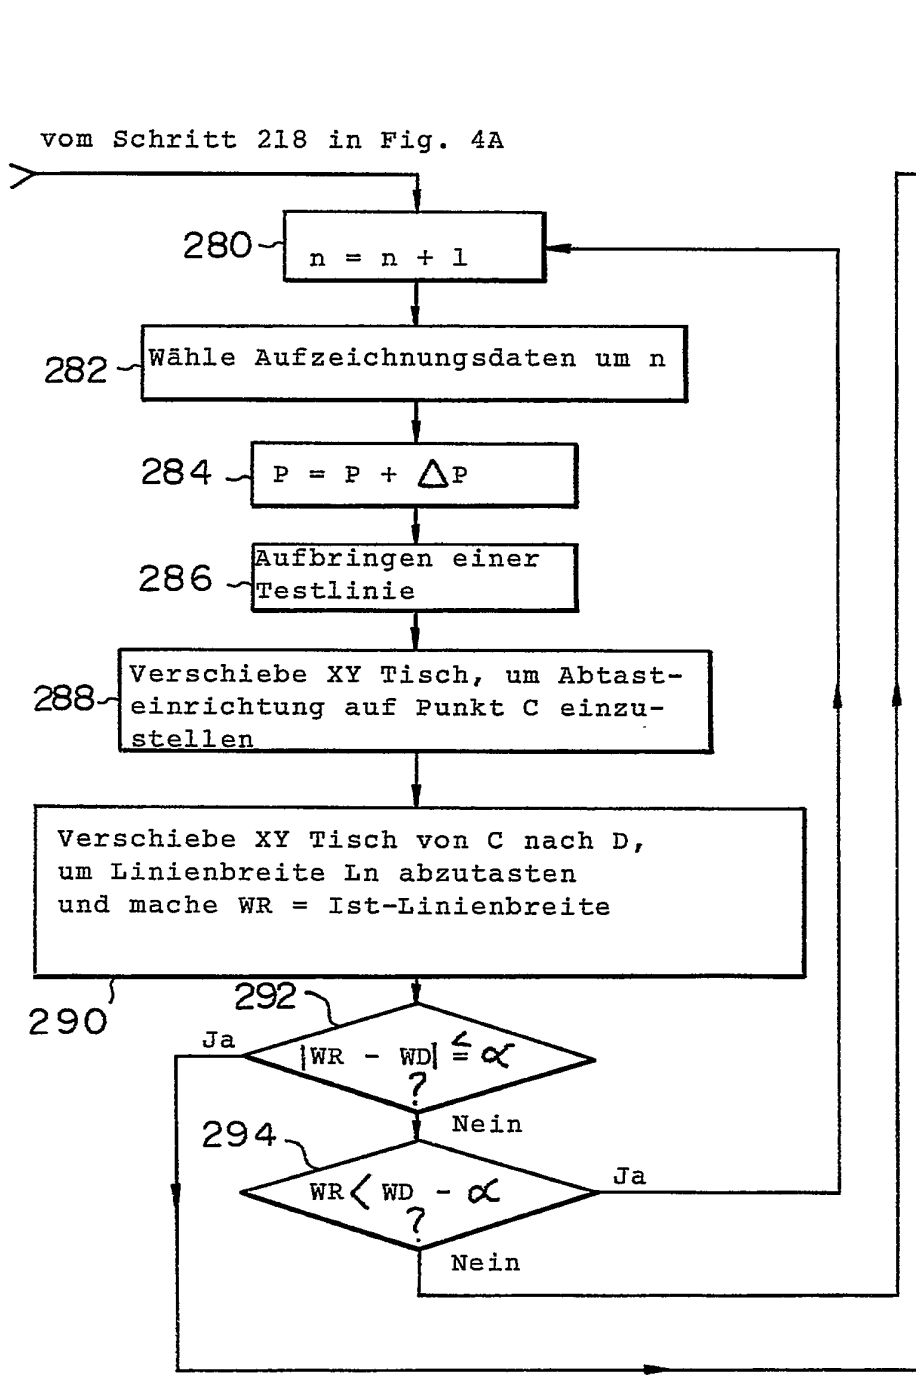 vom Schritt 218 in Fig. 4A
280
n = n + 1
282
Wähle Aufzeichnungsdaten um n
284
P = P + △P
286
Aufbringen einer
Testlinie
288
Verschiebe XY Tisch, um Abtast-
einrichtung auf Punkt C einzu-
stellen
Verschiebe XY Tisch von C nach D,
um Linienbreite Ln abzutasten
und mache WR = Ist-Linienbreite
290
292
Ja
|WR - WD| ≦ α
?
Nein
294
WR < WD - α
?
Ja
Nein